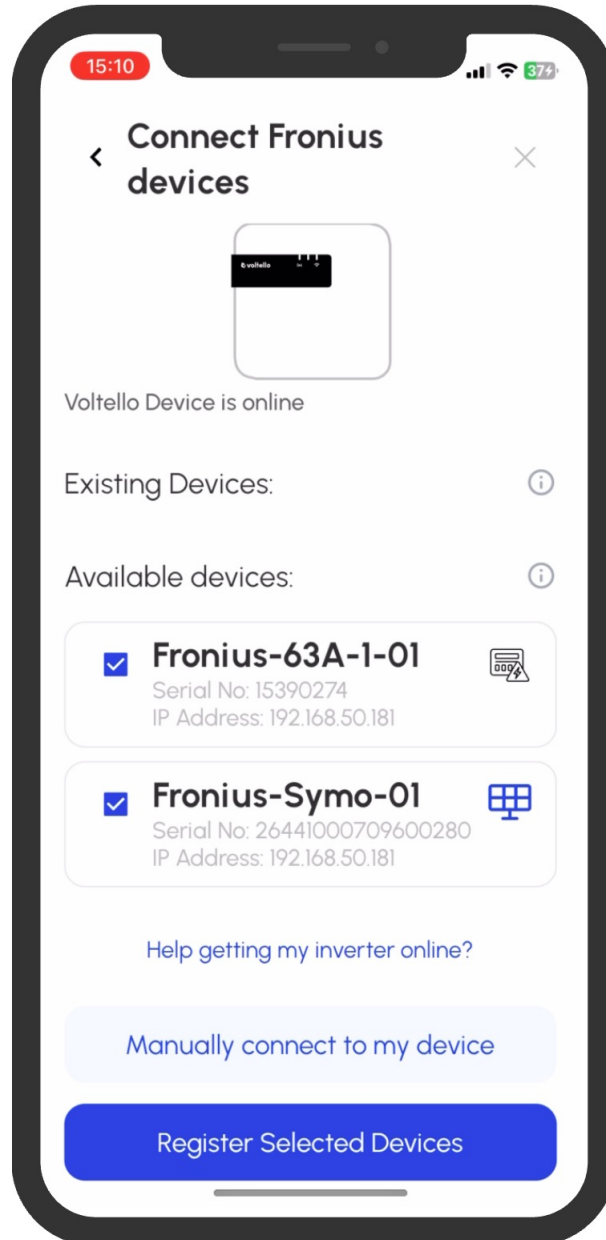 15:10
37
Connect Fronius
devices
voltello
Voltello Device is online
Existing Devices:
Available devices:
Fronius-63A-1-01
Serial No: 15390274
IP Address: 192.168.50.181
Fronius-Symo-01
Serial No: 26441000709600280
IP Address: 192.168.50.181
Help getting my inverter online?
Manually connect to my device
Register Selected Devices